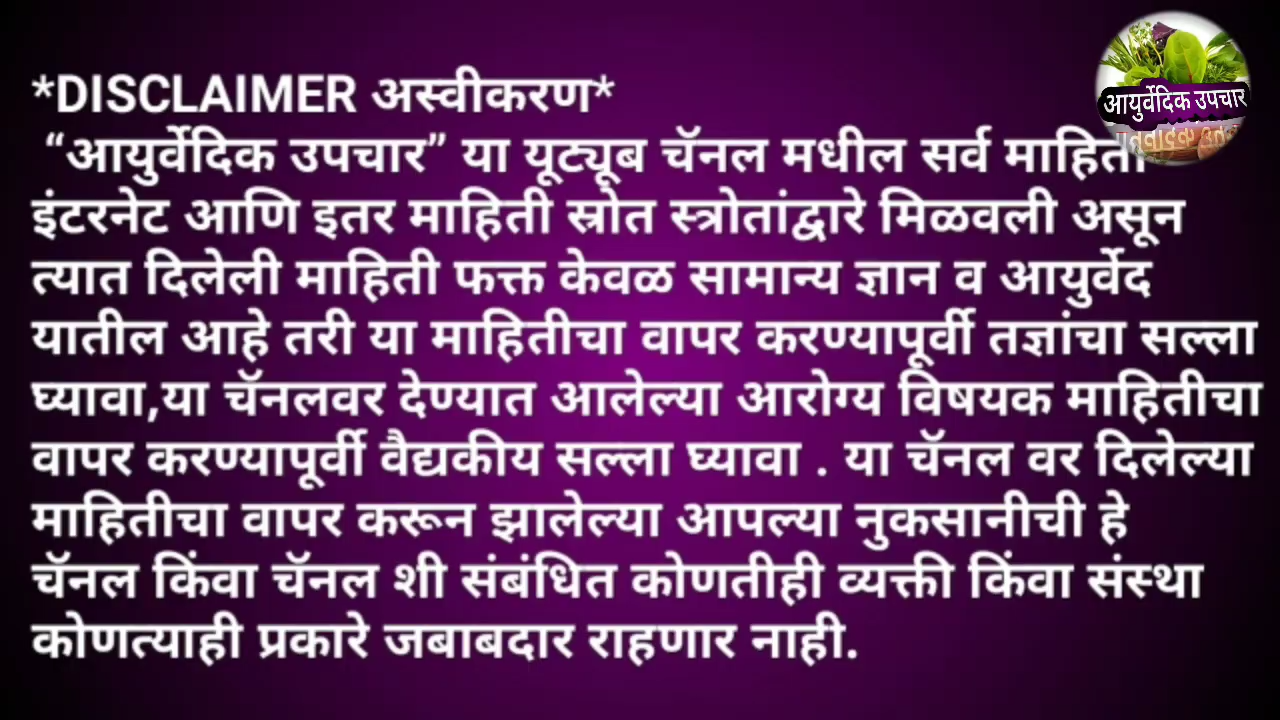 *DISCLAIMER अस्वीकरण*
“आयुर्वेदिक उपचार” या यूट्यूब चॅनल मधील सर्व माहिती
इंटरनेट आणि इतर माहिती स्रोत स्त्रोतांद्वारे मिळवली असून
त्यात दिलेली माहिती फक्त केवळ सामान्य ज्ञान व आयुर्वेद
यातील आहे तरी या माहितीचा वापर करण्यापूर्वी तज्ञांचा सल्ला
घ्यावा,या चॅनलवर देण्यात आलेल्या आरोग्य विषयक माहितीचा
वापर करण्यापूर्वी वैद्यकीय सल्ला घ्यावा . या चॅनल वर दिलेल्या
माहितीचा वापर करून झालेल्या आपल्या नुकसानीची हे
चॅनल किंवा चॅनल शी संबंधित कोणतीही व्यक्ती किंवा संस्था
कोणत्याही प्रकारे जबाबदार राहणार नाही.
आयुर्वेदिक उपचार